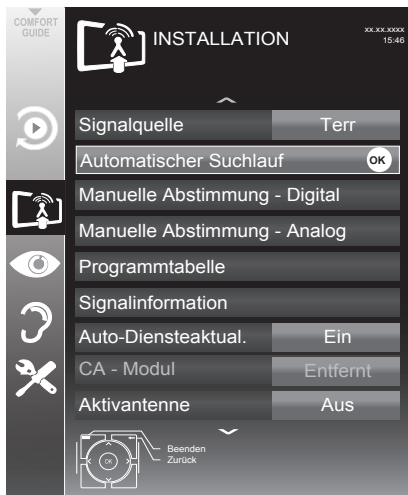 COMFORT
GUIDE
INSTALLATION
xx.xx.xxxx
15:46
Signalquelle Terr
Automatischer Suchlauf OK
Manuelle Abstimmung - Digital
Manuelle Abstimmung - Analog
Programmtabelle
Signalinformation
Auto-Diensteaktual. Ein
CA - Modul Entfernt
Aktivantenne Aus
OK
Beenden
Zurück